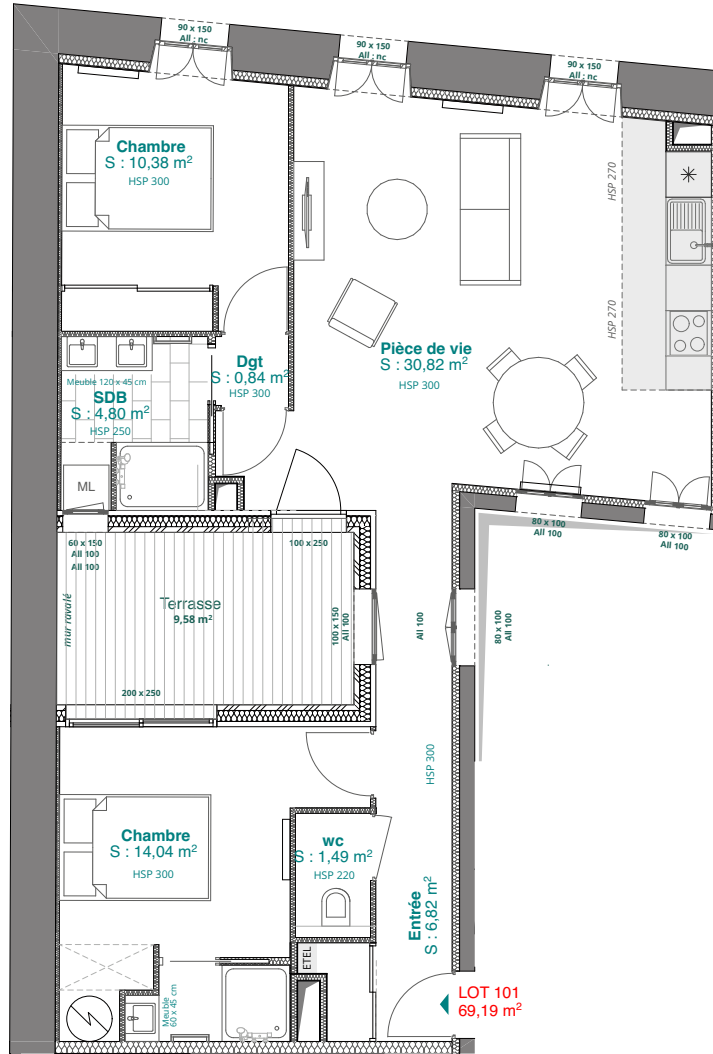 90 x 150
All : nc
90 x 150
All : nc
90 x 150
All : nc
Chambre
S : 10,38 m²
HSP 300
HSP 270
HSP 270
Pièce de vie
S : 30,82 m²
HSP 300
Dgt
S : 0,84 m²
HSP 300
Meuble 120 x 45 cm
SDB
S : 4,80 m²
HSP 250
ML
60 x 150
All 100
All 100
100 x 250
80 x 100
All 100
80 x 100
All 100
mur ravalé
Terrasse
9,58 m²
100 x 150
All 100
All 100
80 x 100
All 100
200 x 250
HSP 300
Chambre
S : 14,04 m²
HSP 300
wc
S : 1,49 m²
HSP 220
Entrée
S : 6,82 m²
ETEL
Meuble
60 x 45 cm
LOT 101
69,19 m²